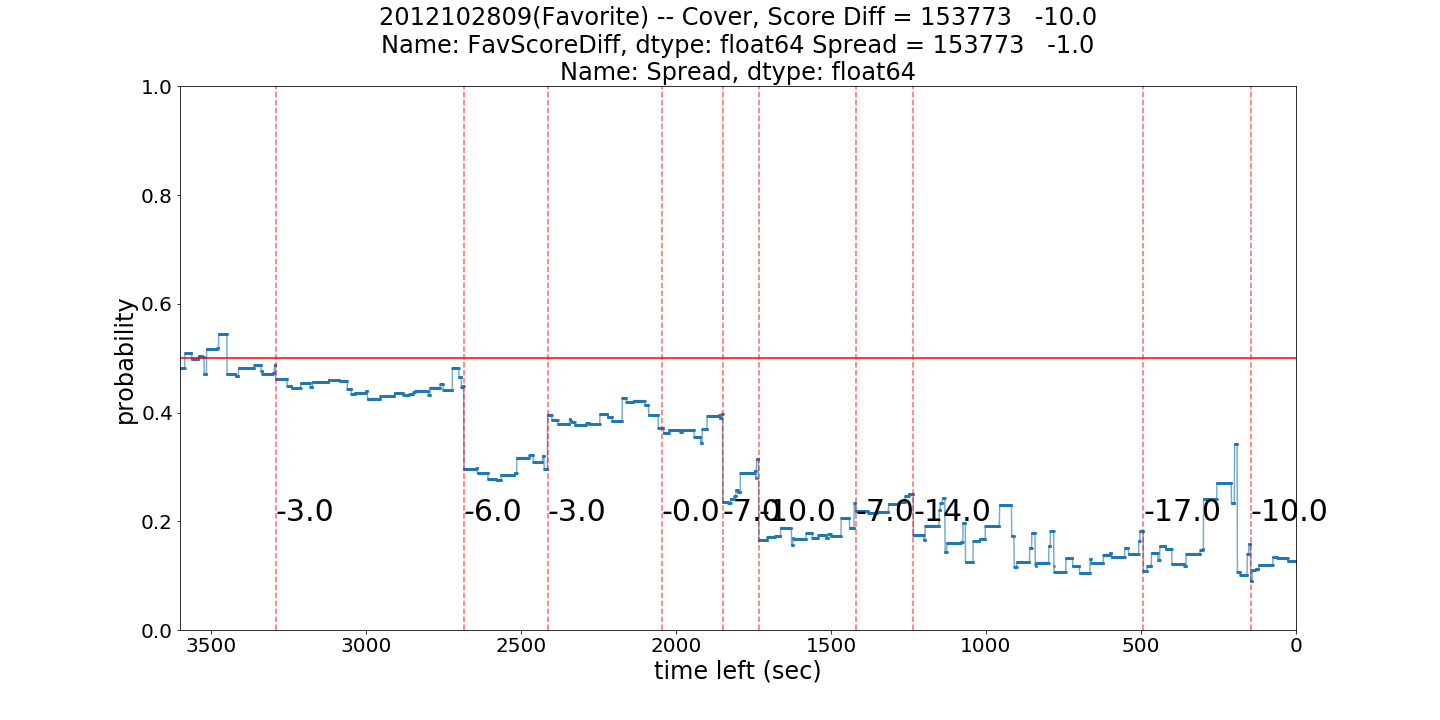 2012102809(Favorite) -- Cover, Score Diff = 153773   -10.0
Name: FavScoreDiff, dtype: float64 Spread = 153773   -1.0
Name: Spread, dtype: float64
1.0
0.8
0.6
0.4
0.2
0.0
probability
-3.0
-6.0
-3.0
-0.0
-7.0
-10.0
-7.0
-14.0
-17.0
-10.0
3500 3000 2500 2000 1500 1000 500 0
time left (sec)